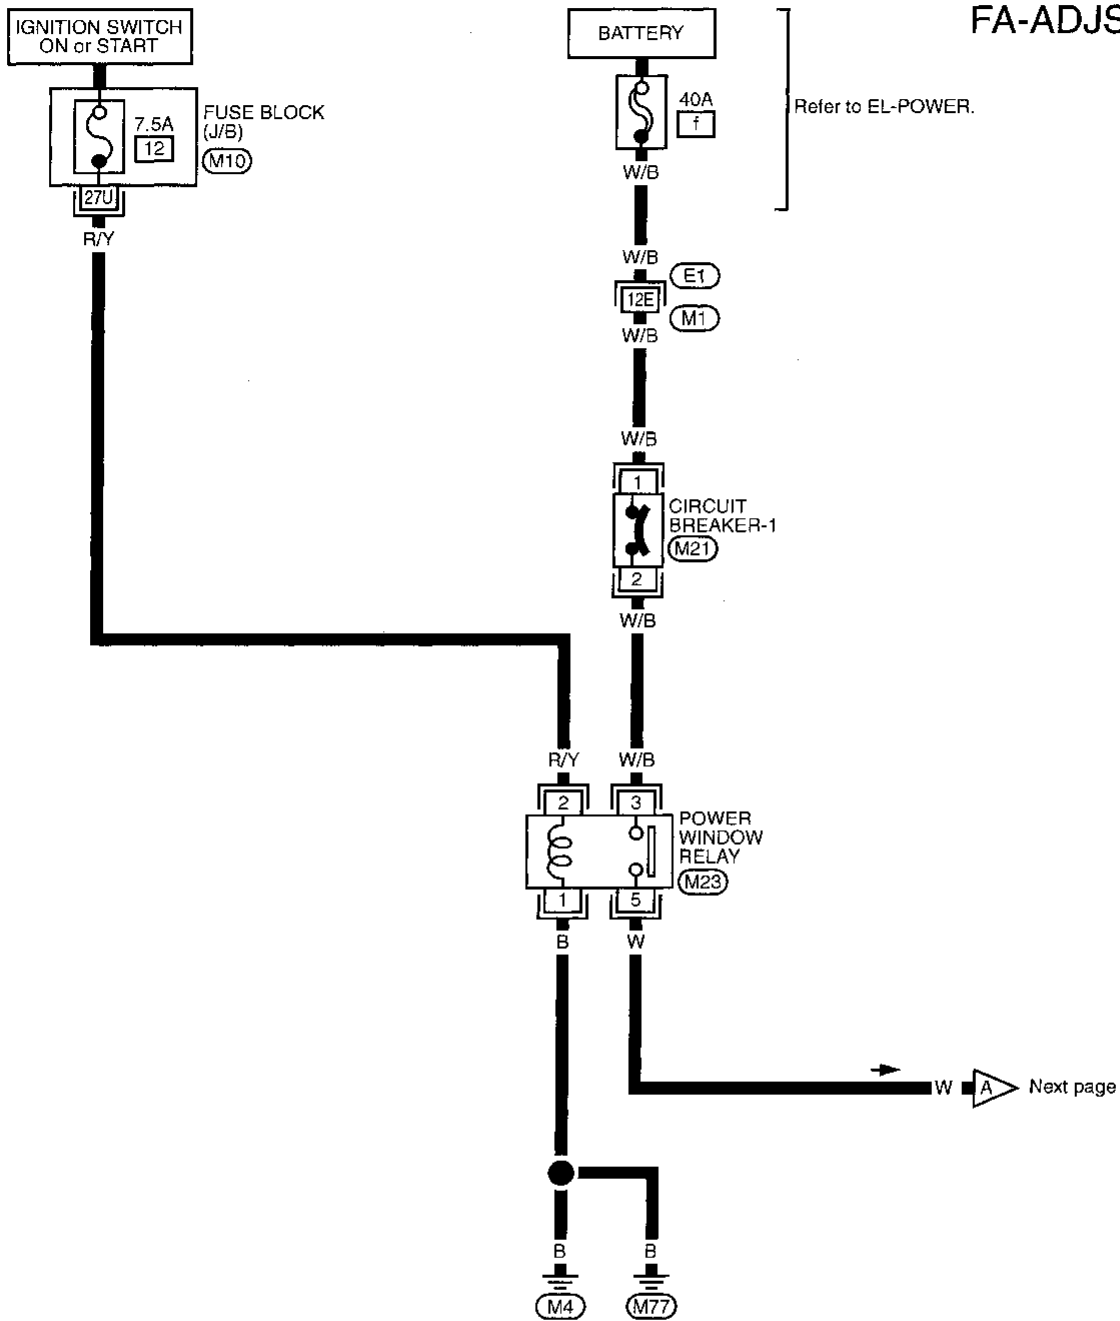 FA-ADJS
IGNITION SWITCH
ON or START
BATTERY
FUSE BLOCK
(J/B)
M10
7.5A
12
27U
R/Y
40A
f
Refer to EL-POWER.
W/B
W/B
E1
12E
M1
W/B
W/B
1
CIRCUIT
BREAKER-1
M21
2
W/B
R/Y
W/B
2
3
POWER
WINDOW
RELAY
M23
1
5
B
W
W
A
Next page
B
B
M4
M77